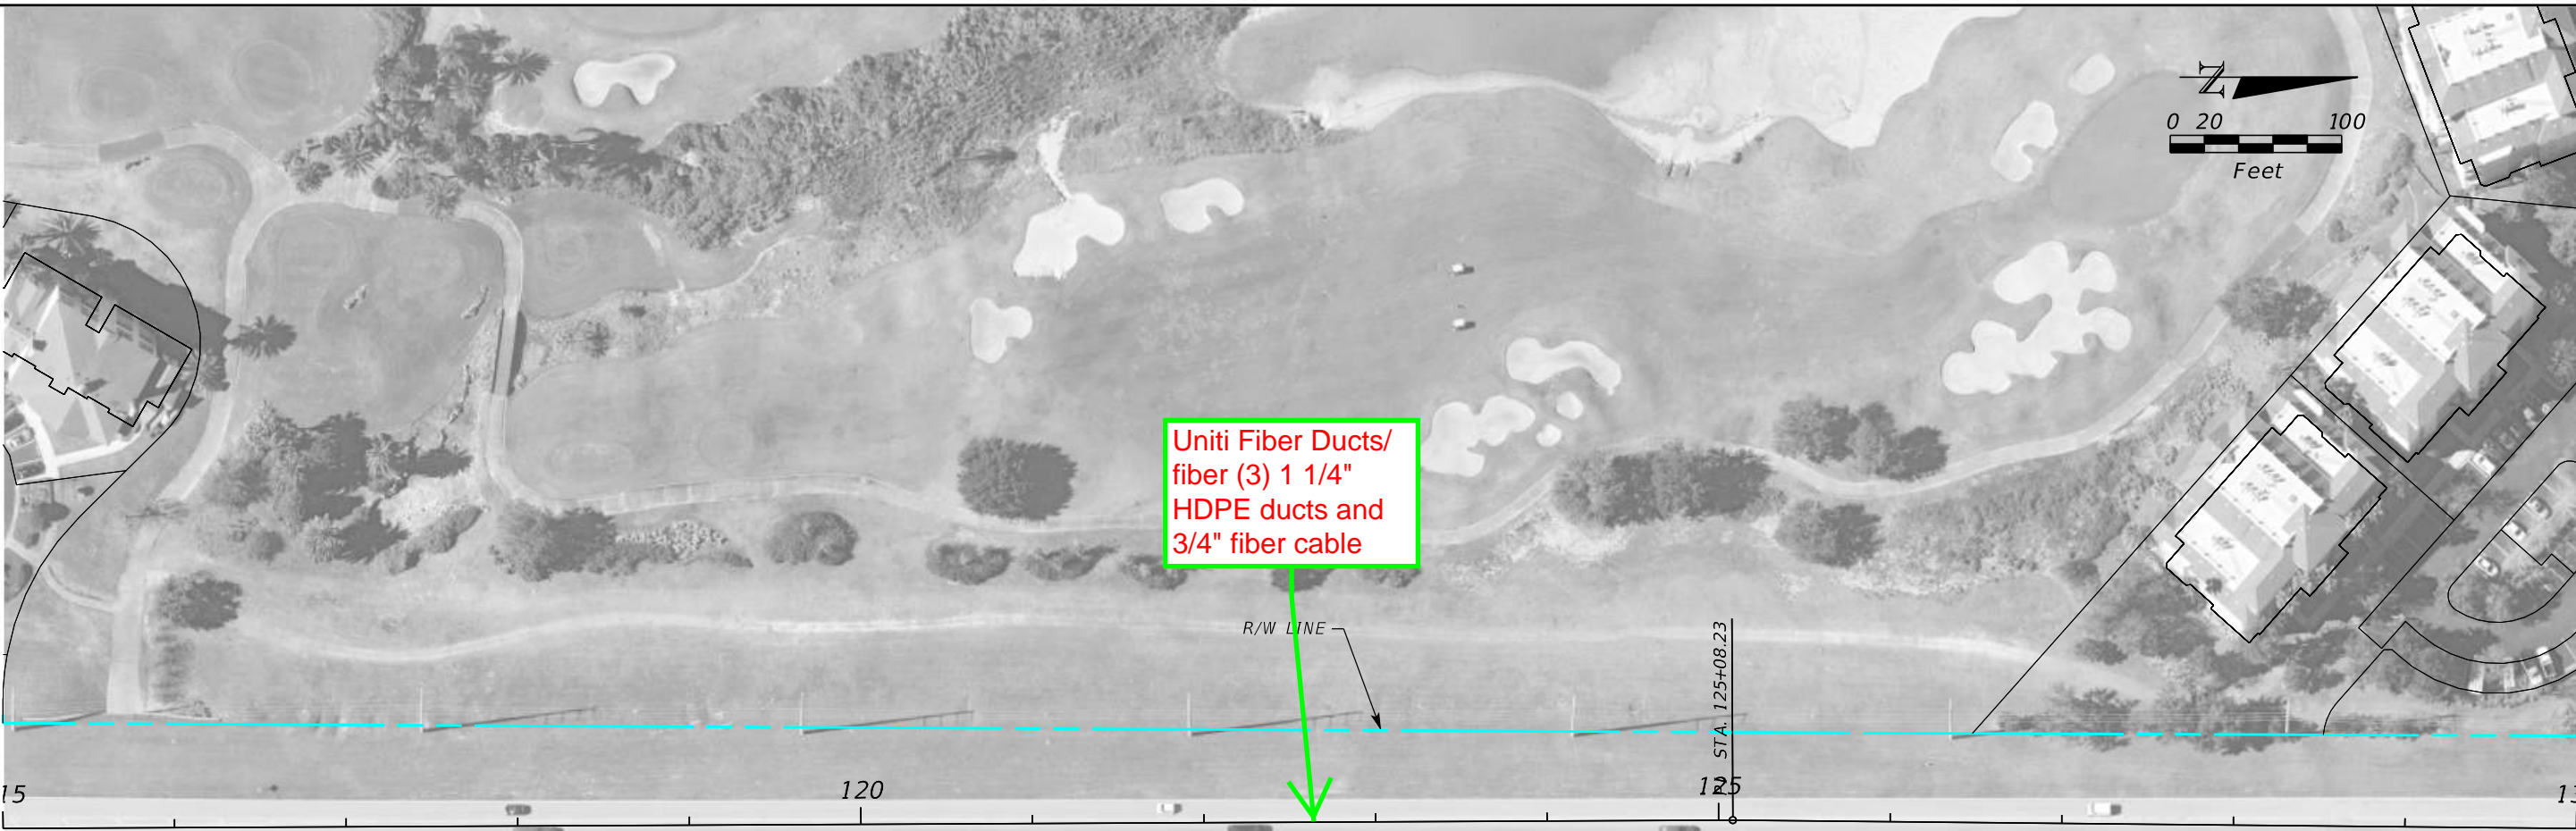 N
0 20 100
Feet
Uniti Fiber Ducts/
fiber (3) 1 1/4"
HDPE ducts and
3/4" fiber cable
R/W LINE
STA. 125+08.23
15
120
125